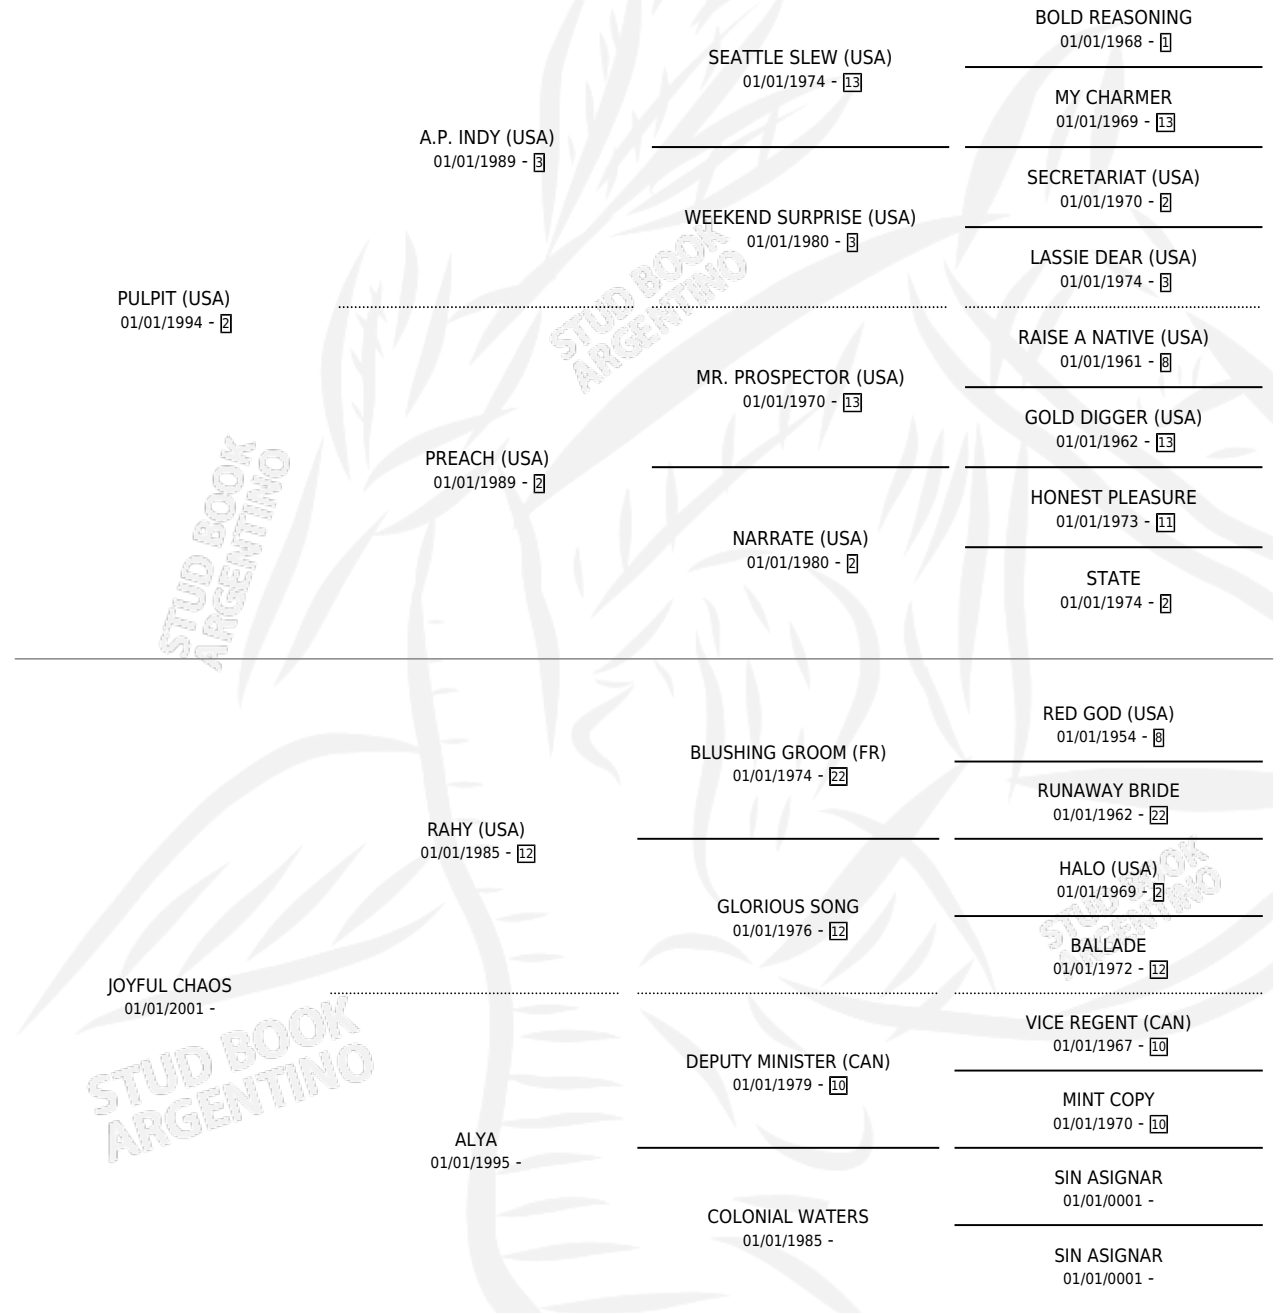 BOLD REASONING
01/01/1968 - 1
SEATTLE SLEW (USA)
01/01/1974 - 13
MY CHARMER
01/01/1969 - 13
A.P. INDY (USA)
01/01/1989 - 3
SECRETARIAT (USA)
01/01/1970 - 2
WEEKEND SURPRISE (USA)
01/01/1980 - 3
LASSIE DEAR (USA)
01/01/1974 - 3
PULPIT (USA)
01/01/1994 - 2
RAISE A NATIVE (USA)
01/01/1961 - 8
MR. PROSPECTOR (USA)
01/01/1970 - 13
GOLD DIGGER (USA)
01/01/1962 - 13
PREACH (USA)
01/01/1989 - 2
HONEST PLEASURE
01/01/1973 - 11
NARRATE (USA)
01/01/1980 - 2
STATE
01/01/1974 - 2
RED GOD (USA)
01/01/1954 - 8
BLUSHING GROOM (FR)
01/01/1974 - 22
RUNAWAY BRIDE
01/01/1962 - 22
RAHY (USA)
01/01/1985 - 12
HALO (USA)
01/01/1969 - 2
GLORIOUS SONG
01/01/1976 - 12
BALLADE
01/01/1972 - 12
JOYFUL CHAOS
01/01/2001 -
VICE REGENT (CAN)
01/01/1967 - 10
DEPUTY MINISTER (CAN)
01/01/1979 - 10
MINT COPY
01/01/1970 - 10
ALYA
01/01/1995 -
SIN ASIGNAR
01/01/0001 -
COLONIAL WATERS
01/01/1985 -
SIN ASIGNAR
01/01/0001 -
STUD BOOK
ARGENTINO
STUD BOOK
ARGENTINO
STUD BOOK
ARGENTINO
STUD BOOK
ARGENTINO